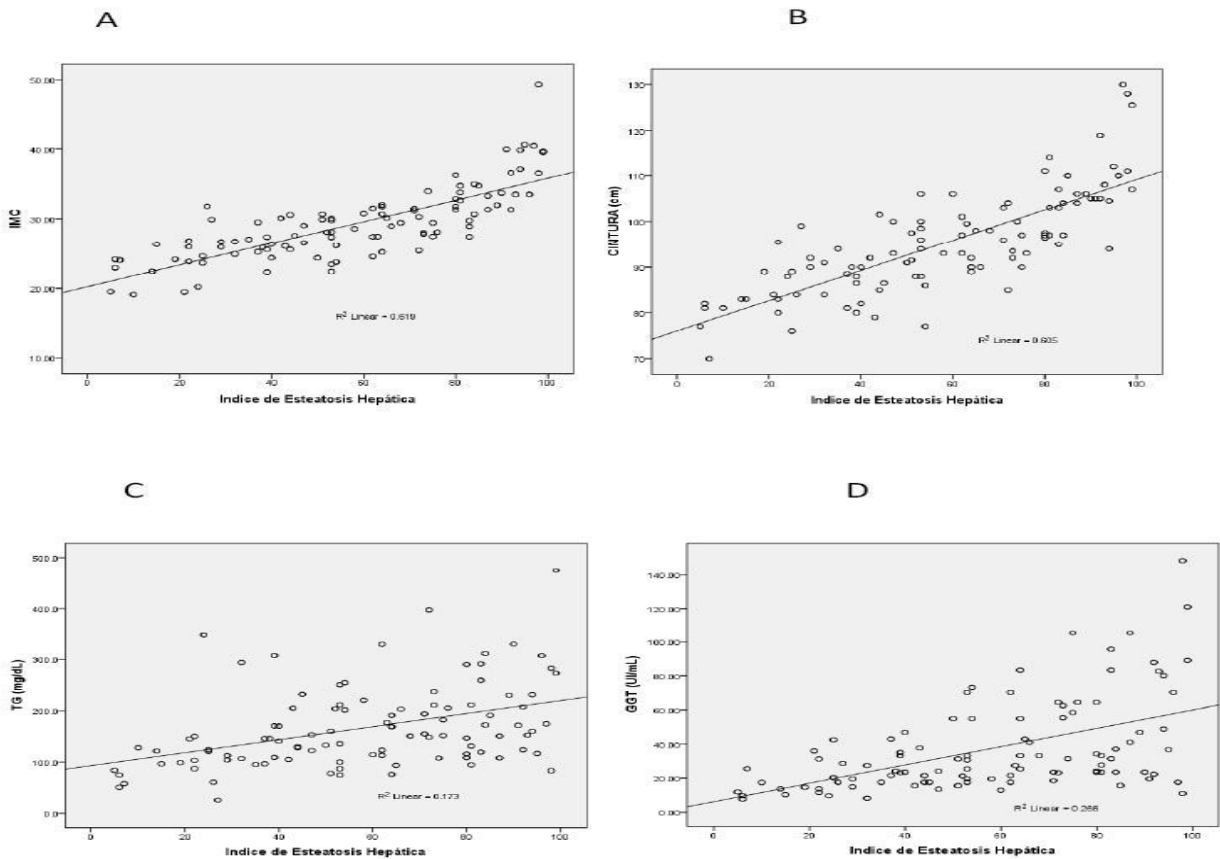 A
50.00
40.00
30.00
20.00
10.00
IMC
R² Linear = 0.619
0 20 40 60 80 100
Indice de Esteatosis Hepática
B
130
120
110
100
90
80
70
CINTURA (cm)
R² Linear = 0.605
0 20 40 60 80 100
Indice de Esteatosis Hepática
C
500.0
400.0
300.0
200.0
100.0
0.0
TG (mg/dL)
R² Linear = 0.173
0 20 40 60 80 100
Indice de Esteatosis Hepática
D
140.00
120.00
100.00
80.00
60.00
40.00
20.00
0.00
GGT (UI/mL)
R² Linear = 0.266
0 20 40 60 80 100
Indice de Esteatosis Hepática